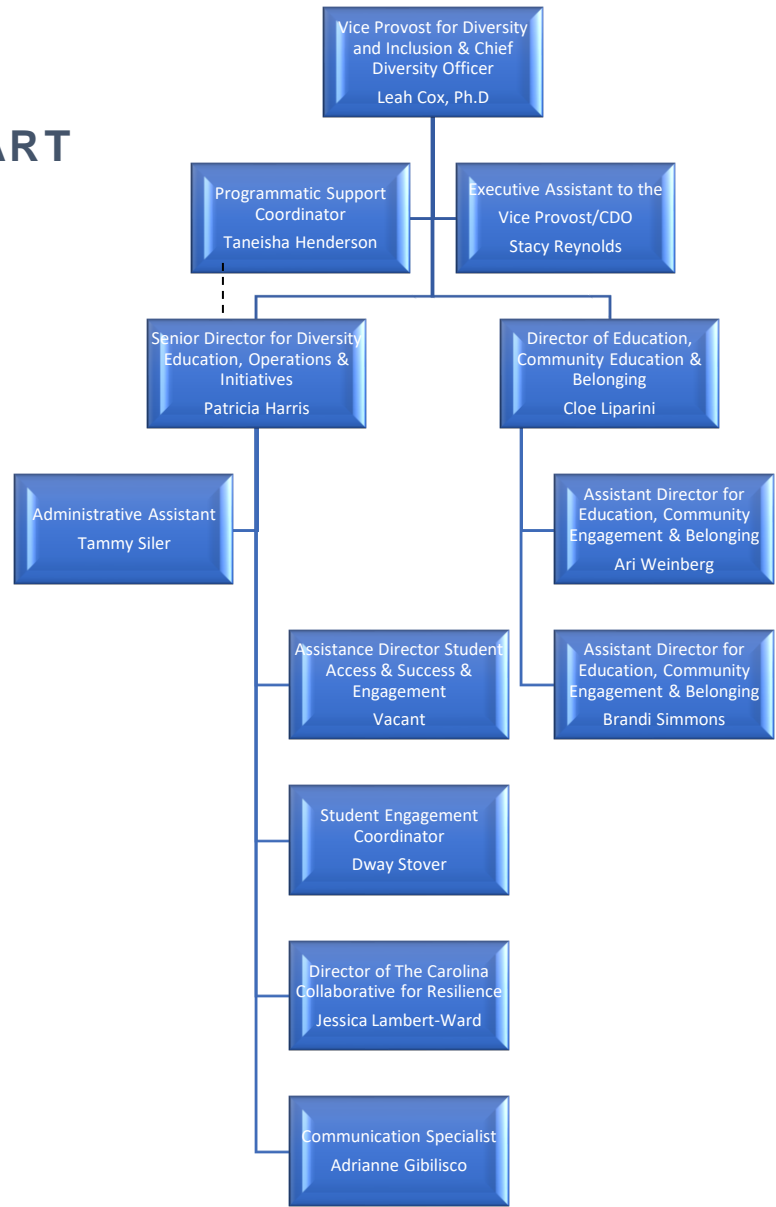 ART
Vice Provost for Diversity
and Inclusion & Chief
Diversity Officer
Leah Cox, Ph.D
Programmatic Support
Coordinator
Taneisha Henderson
Executive Assistant to the
Vice Provost/CDO
Stacy Reynolds
Senior Director for Diversity
Education, Operations &
Initiatives
Patricia Harris
Director of Education,
Community Education &
Belonging
Cloe Liparini
Administrative Assistant
Tammy Siler
Assistant Director for
Education, Community
Engagement & Belonging
Ari Weinberg
Assistance Director Student
Access & Success &
Engagement
Vacant
Assistant Director for
Education, Community
Engagement & Belonging
Brandi Simmons
Student Engagement
Coordinator
Dway Stover
Director of The Carolina
Collaborative for Resilience
Jessica Lambert-Ward
Communication Specialist
Adrianne Gibilisco